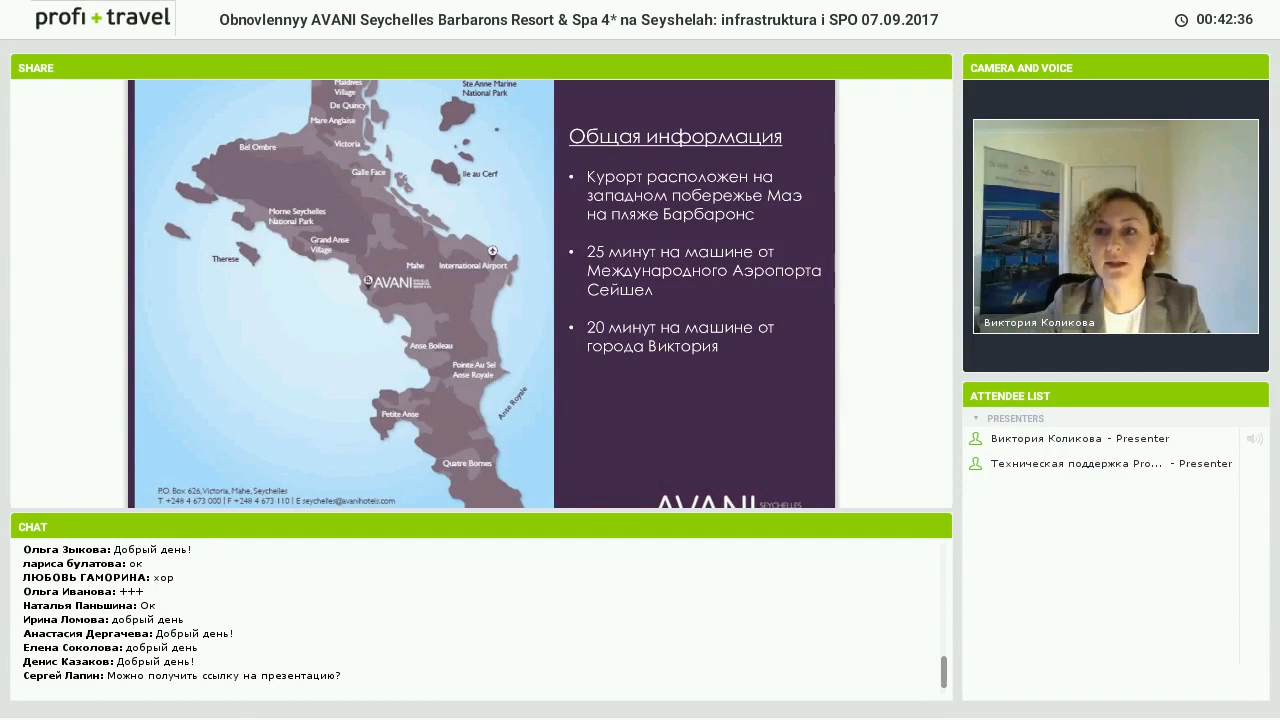 profi + travel
Obnovlennyy AVANI Seychelles Barbarons Resort & Spa 4* na Seyshelah: infrastruktura i SPO 07.09.2017
00:42:36
SHARE
Maldives
Village
De Quincy
Mare Anglaise
Victoria
Bel Ombre
Galle Face
Ste Anne Marine
National Park
Ile au Cerf
Morne Seychelles
National Park
Grand Anse
Village
Therese
Mahe
International Airport
AVANI
Anse Boileau
Pointe Au Sel
Anse Royale
Anse Royale
Petite Anse
Quatre Bornes
P.O. Box 626, Victoria, Mahe, Seychelles
T +248 4 673 000 | F +248 4 673 110 | E seychelles@avanihotels.com
Общая информация
• Курорт расположен на
западном побережье Маэ
на пляже Барбаронс
• 25 минут на машине от
Международного Аэропорта
Сейшел
• 20 минут на машине от
города Виктория
AVANI SEYCHELLES
CAMERA AND VOICE
Виктория Коликова
ATTENDEE LIST
PRESENTERS
Виктория Коликова - Presenter
Техническая поддержка Pro... - Presenter
CHAT
Ольга Зыкова: Добрый день!
лариса булатова: ок
ЛЮБОВЬ ГАМОРИНА: хор
Ольга Иванова: +++
Наталья Паньшина: Ок
Ирина Ломова: добрый день
Анастасия Дергачева: Добрый день!
Елена Соколова: добрый день
Денис Казаков: Добрый день!
Сергей Лапин: Можно получить ссылку на презентацию?